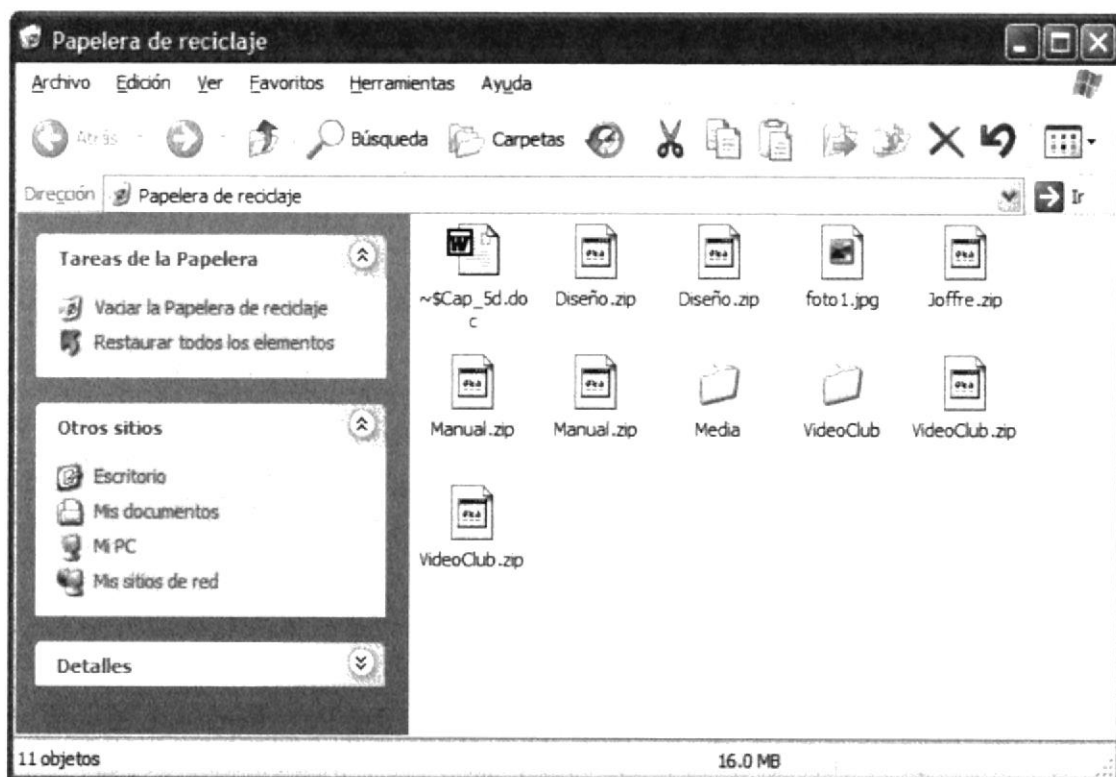 Papelera de reciclaje
Archivo Edición Ver Favoritos Herramientas Ayuda
Atrás Búsqueda Carpetas
Dirección Papelera de reciclaje Ir
Tareas de la Papelera
Vaciar la Papelera de reciclaje
Restaurar todos los elementos
Otros sitios
Escritorio
Mis documentos
Mi PC
Mis sitios de red
Detalles
~$Cap_5d.do
c
Diseño.zip
Diseño.zip
foto1.jpg
Joffre.zip
Manual.zip
Manual.zip
Media
VideoClub
VideoClub.zip
VideoClub.zip
11 objetos 16.0 MB